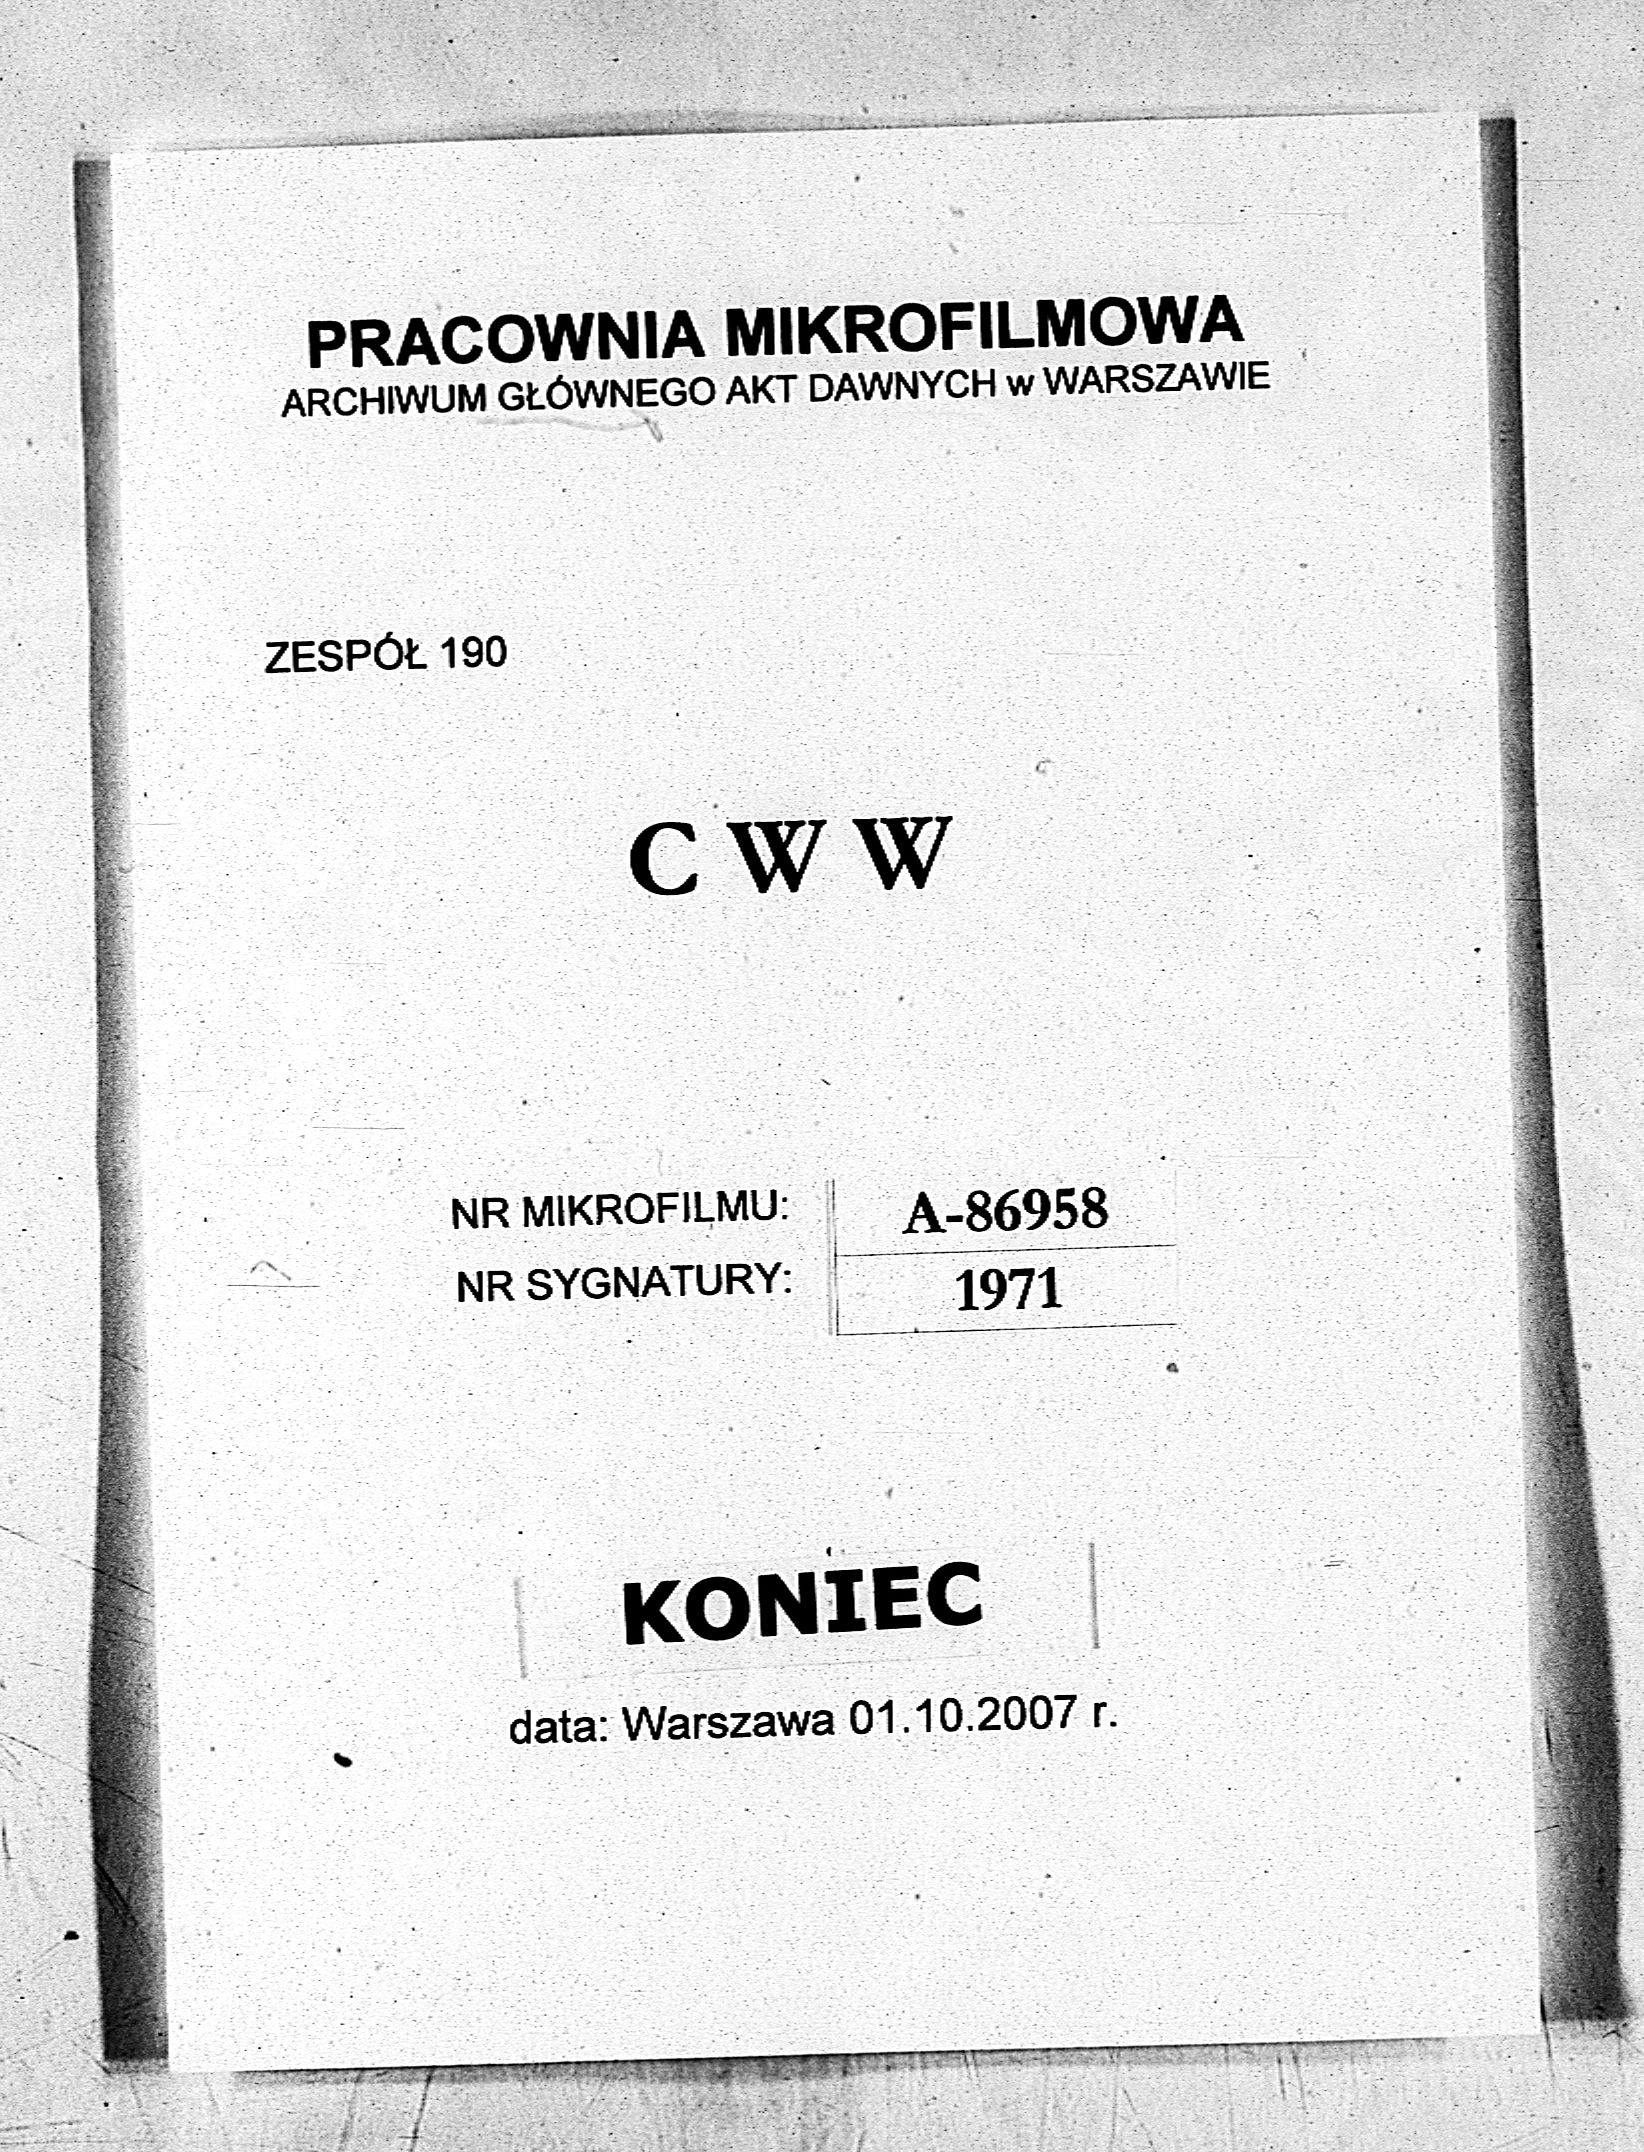 PRACOWNIA MIKROFILMOWA
ARCHIWUM GŁÓWNEGO AKT DAWNYCH w WARSZAWIE
ZESPÓŁ 190
C W W
NR MIKROFILMU: A-86958
NR SYGNATURY: 1971
KONIEC
data: Warszawa 01.10.2007 r.